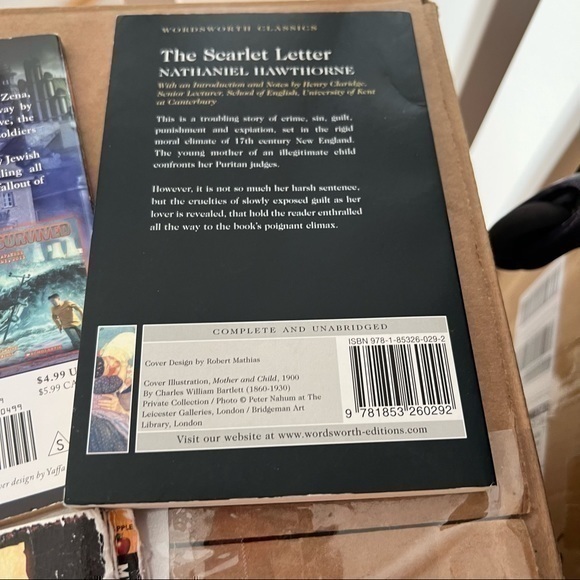 WORDSWORTH CLASSICS
The Scarlet Letter
NATHANIEL HAWTHORNE
With an Introduction and Notes by Henry Claridge,
Senior Lecturer, School of English, University of Kent
at Canterbury
This is a troubling story of crime, sin, guilt,
punishment and expiation, set in the rigid
moral climate of 17th century New England.
The young mother of an illegitimate child
confronts her Puritan judges.
However, it is not so much her harsh sentence,
but the cruelties of slowly exposed guilt as her
lover is revealed, that hold the reader enthralled
all the way to the book's poignant climax.
COMPLETE AND UNABRIDGED
Cover Design by Robert Mathias
Cover Illustration, Mother and Child, 1900
By Charles William Bartlett (1860-1930)
Private Collection / Photo © Peter Nahum at The
Leicester Galleries, London / Bridgeman Art
Library, London
ISBN 978-1-85326-029-2
9 781853 260292
Visit our website at www.wordsworth-editions.com
Zena,
way by
ve; the
soldiers
Jewish
ling all
fallout of
$4.99 U
$5.99 CA
0499
S
er design by Yaffa
APPLE